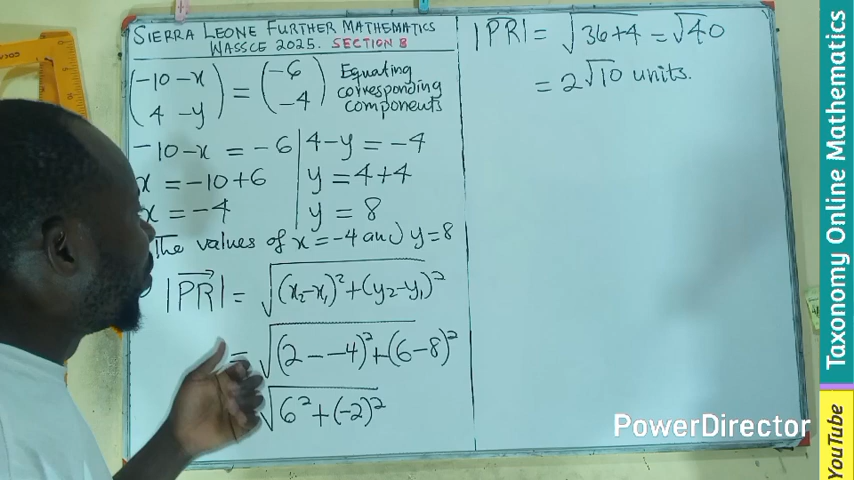 SIERRA LEONE FURTHER MATHEMATICS
WASSCE 2025. SECTION B
(-10 -x) = (-6) Equating
(4 -y) (-4) corresponding
components
-10-x = -6 | 4-y = -4
x = -10+6 | y = 4+4
x = -4 | y = 8
The values of x=-4 and y=8
|PR| = √(x₂-x₁)²+(y₂-y₁)²
= √(2--4)²+(6-8)²
√6²+(-2)²
|PR| = √36+4 = √40
= 2√10 units.
PowerDirector
Taxonomy Online Mathematics
YouTube